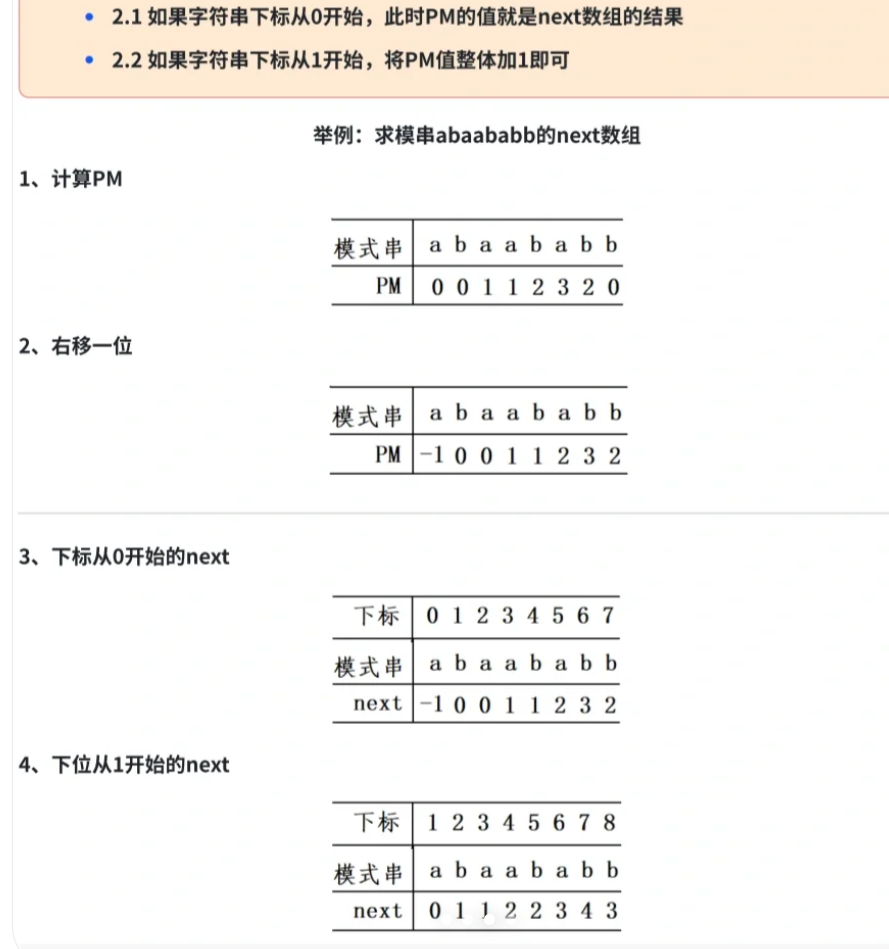 2.1 如果字符串下标从0开始，此时PM的值就是next数组的结果
2.2 如果字符串下标从1开始，将PM值整体加1即可
举例：求模串abaababb的next数组
1、计算PM
模式串 a b a a b a b b
PM 0 0 1 1 2 3 2 0
2、右移一位
模式串 a b a a b a b b
PM -1 0 0 1 1 2 3 2
3、下标从0开始的next
下标 0 1 2 3 4 5 6 7
模式串 a b a a b a b b
next -1 0 0 1 1 2 3 2
4、下位从1开始的next
下标 1 2 3 4 5 6 7 8
模式串 a b a a b a b b
next 0 1 1 2 2 3 4 3